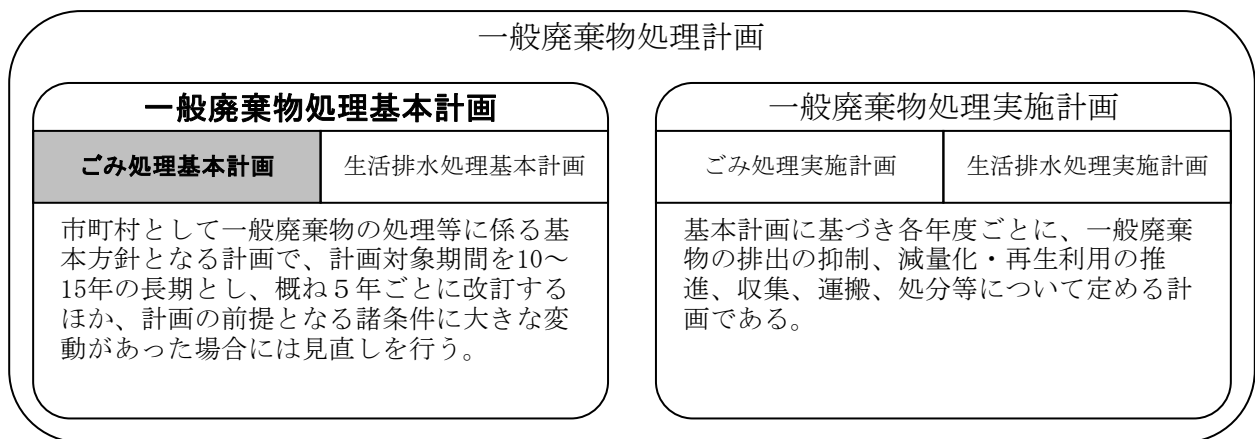 一般廃棄物処理計画
一般廃棄物処理基本計画
ごみ処理基本計画
生活排水処理基本計画
市町村として一般廃棄物の処理等に係る基
本方針となる計画で、計画対象期間を10～
15年の長期とし、概ね５年ごとに改訂する
ほか、計画の前提となる諸条件に大きな変
動があった場合には見直しを行う。
一般廃棄物処理実施計画
ごみ処理実施計画
生活排水処理実施計画
基本計画に基づき各年度ごとに、一般廃棄
物の排出の抑制、減量化・再生利用の推
進、収集、運搬、処分等について定める計
画である。